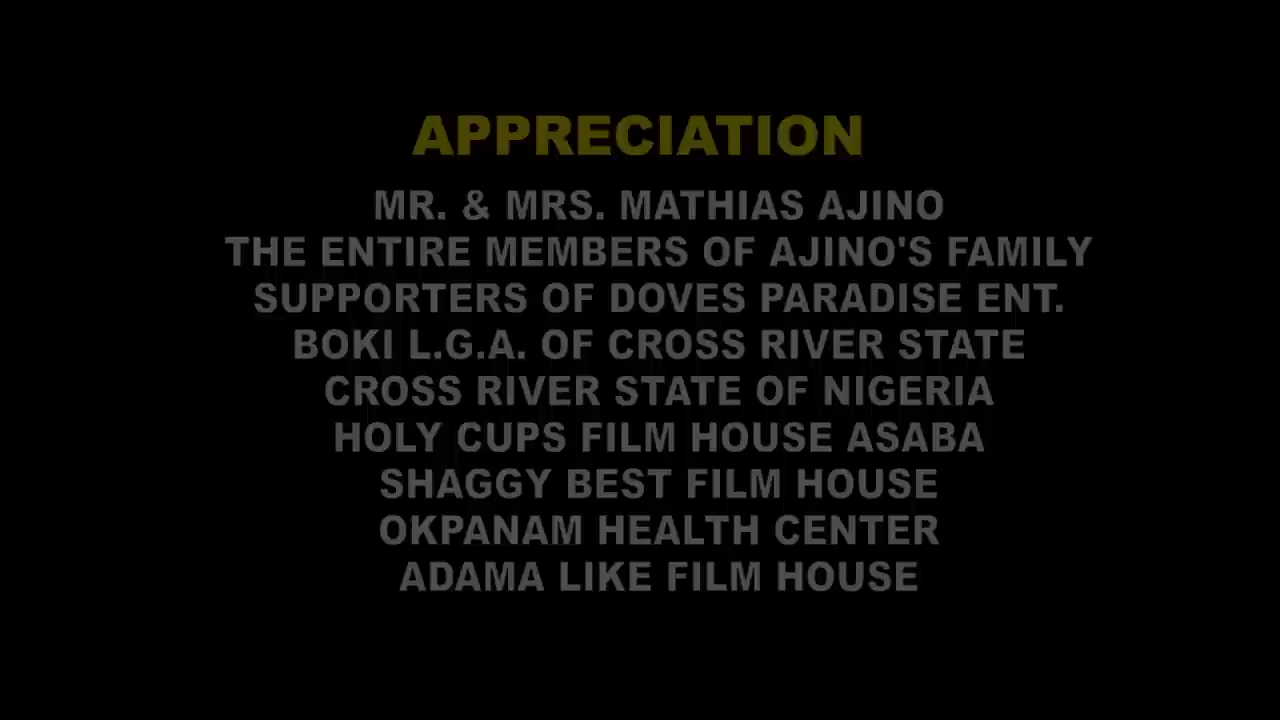 APPRECIATION
MR. & MRS. MATHIAS AJINO
THE ENTIRE MEMBERS OF AJINO'S FAMILY
SUPPORTERS OF DOVES PARADISE ENT.
BOKI L.G.A. OF CROSS RIVER STATE
CROSS RIVER STATE OF NIGERIA
HOLY CUPS FILM HOUSE ASABA
SHAGGY BEST FILM HOUSE
OKPANAM HEALTH CENTER
ADAMA LIKE FILM HOUSE